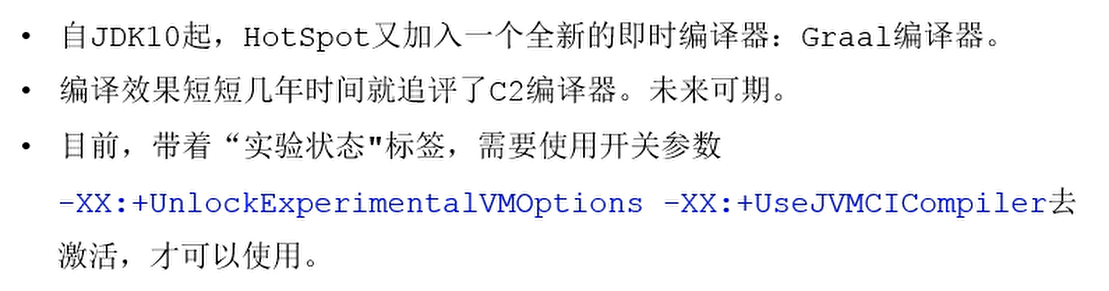 • 自JDK10起，HotSpot又加入一个全新的即时编译器：Graal编译器。
• 编译效果短短几年时间就追评了C2编译器。未来可期。
• 目前，带着“实验状态"标签，需要使用开关参数
-XX:+UnlockExperimentalVMOptions -XX:+UseJVMCICompiler去
激活，才可以使用。